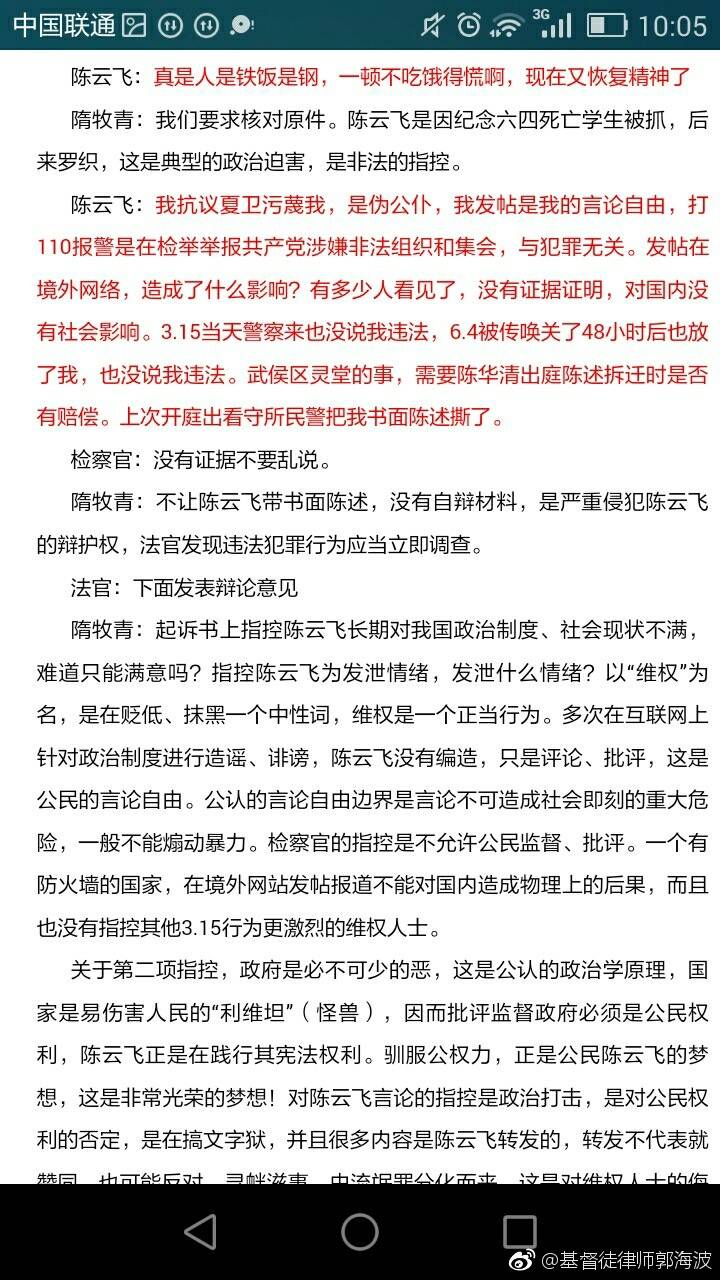 中国联通 3G 10:05
陈云飞：真是人是铁饭是钢，一顿不吃饿得慌啊，现在又恢复精神了
隋牧青：我们要求核对原件。陈云飞是因纪念六四死亡学生被抓，后
来罗织，这是典型的政治迫害，是非法的指控。
陈云飞：我抗议夏卫污蔑我，是伪公仆，我发帖是我的言论自由，打
110报警是在检举举报共产党涉嫌非法组织和集会，与犯罪无关。发帖在
境外网络，造成了什么影响？有多少人看见了，没有证据证明，对国内没
有社会影响。3.15当天警察来也没说我违法，6.4被传唤关了48小时后也放
了我，也没说我违法。武侯区灵堂的事，需要陈华清出庭陈述拆迁时是否
有赔偿。上次开庭出看守所民警把我书面陈述撕了。
检察官：没有证据不要乱说。
隋牧青：不让陈云飞带书面陈述，没有自辩材料，是严重侵犯陈云飞
的辩护权，法官发现违法犯罪行为应当立即调查。
法官：下面发表辩论意见
隋牧青：起诉书上指控陈云飞长期对我国政治制度、社会现状不满，
难道只能满意吗？指控陈云飞为发泄情绪，发泄什么情绪？以“维权”为
名，是在贬低、抹黑一个中性词，维权是一个正当行为。多次在互联网上
针对政治制度进行造谣、诽谤，陈云飞没有编造，只是评论、批评，这是
公民的言论自由。公认的言论自由边界是言论不可造成社会即刻的重大危
险，一般不能煽动暴力。检察官的指控是不允许公民监督、批评。一个有
防火墙的国家，在境外网站发帖报道不能对国内造成物理上的后果，而且
也没有指控其他3.15行为更激烈的维权人士。
关于第二项指控，政府是必不可少的恶，这是公认的政治学原理，国
家是易伤害人民的“利维坦”（怪兽），因而批评监督政府必须是公民权
利，陈云飞正是在践行其宪法权利。驯服公权力，正是公民陈云飞的梦
想，这是非常光荣的梦想！对陈云飞言论的指控是政治打击，是对公民权
利的否定，是在搞文字狱，并且很多内容是陈云飞转发的，转发不代表就
赞同，也可能反对。寻衅滋事，由流氓罪分化而来，这是对维权人士的侮
@基督徒律师郭海波